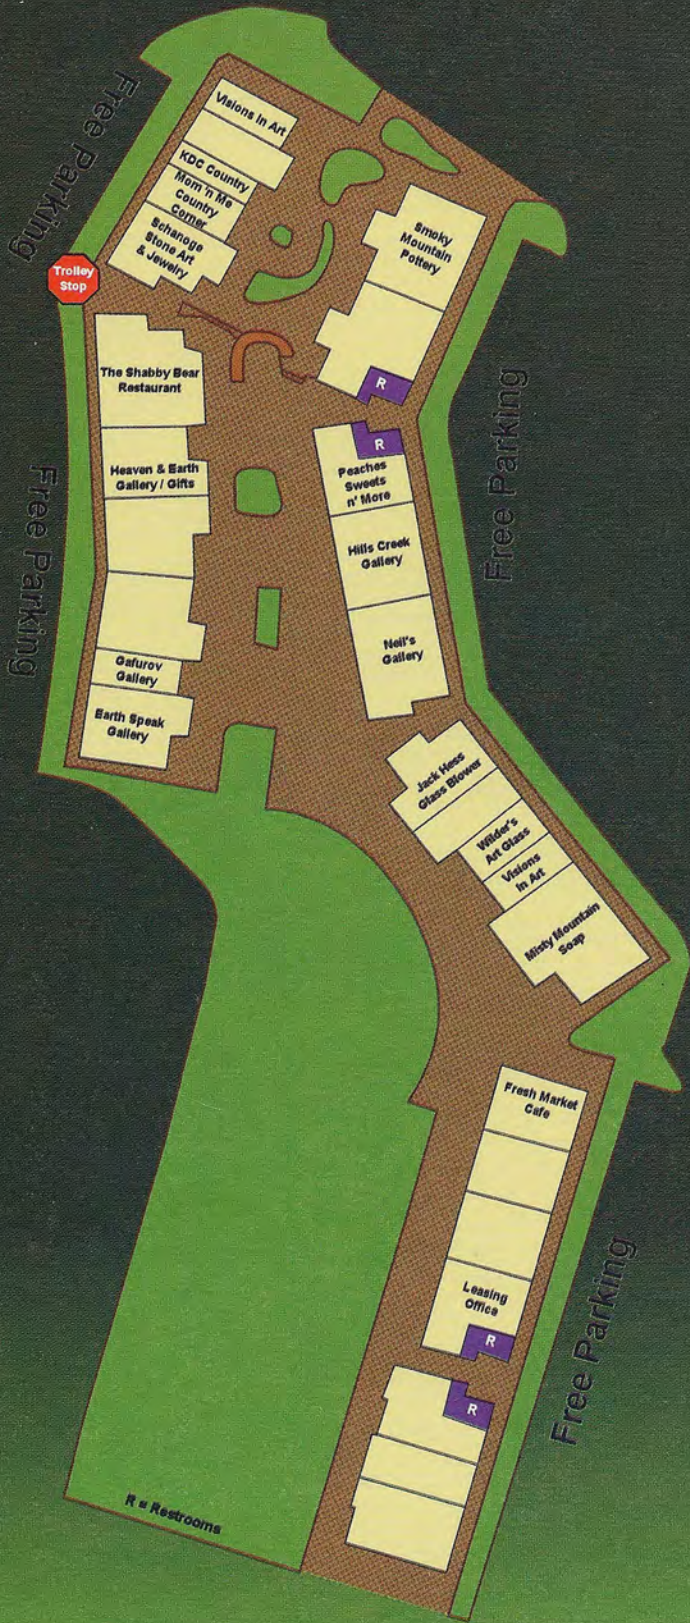 Free Parking
Visions In Art
KDC Country
Mom 'n Me
Country
Corner
Schanoge
Stone Art
& Jewelry
Trolley
Stop
Smoky
Mountain
Pottery
R
The Shabby Bear
Restaurant
Free Parking
R
Peaches
Sweets
n' More
Heaven & Earth
Gallery / Gifts
Free Parking
Hills Creek
Gallery
Neil's
Gallery
Gafurov
Gallery
Earth Speak
Gallery
Jack Hess
Glass Blower
Wilder's
Art Glass
Visions
In Art
Misty Mountain
Soap
Fresh Market
Cafe
Leasing
Office
R
Free Parking
R
R = Restrooms